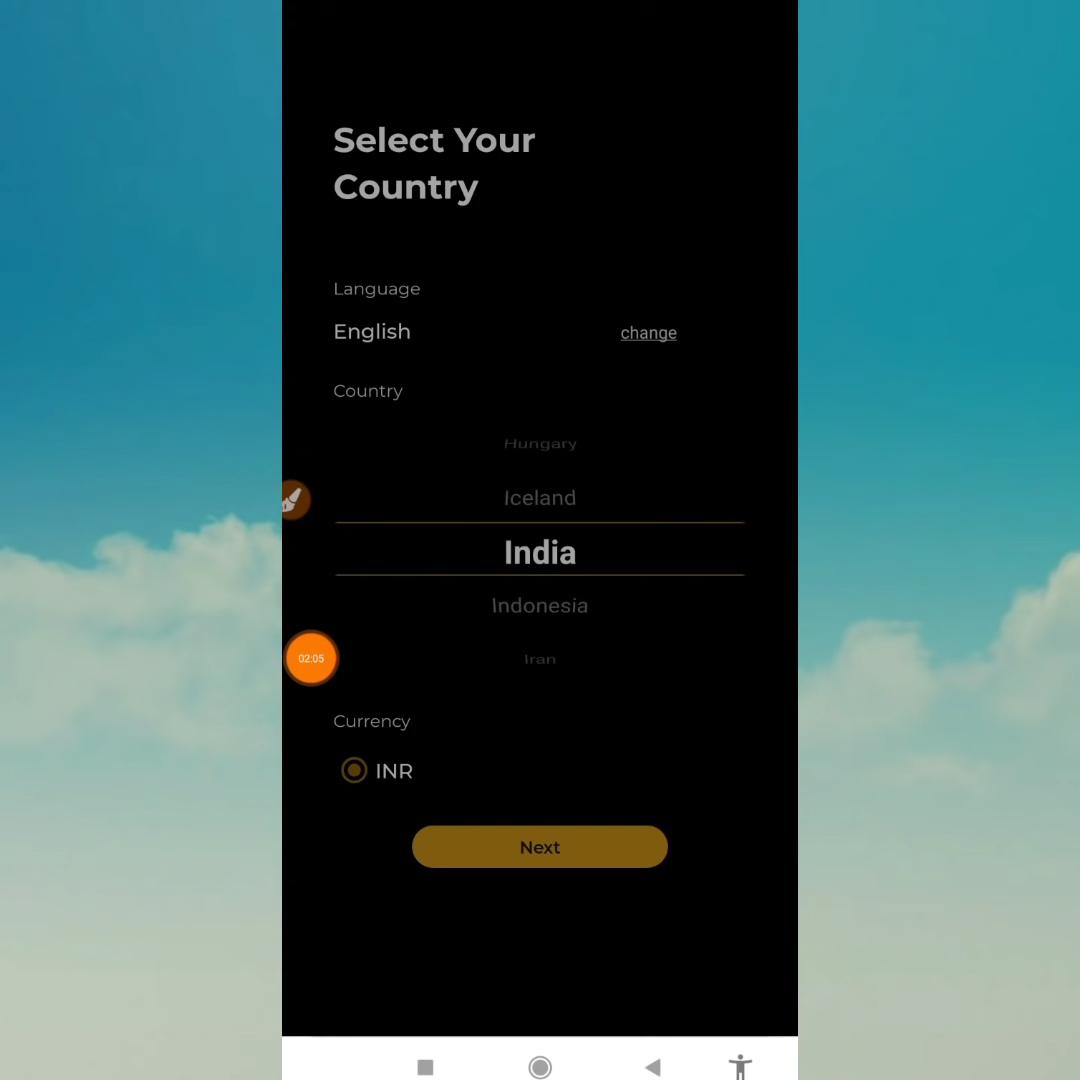 Select Your
Country
Language
English
change
Country
Hungary
Iceland
India
Indonesia
02:05
Iran
Currency
INR
Next